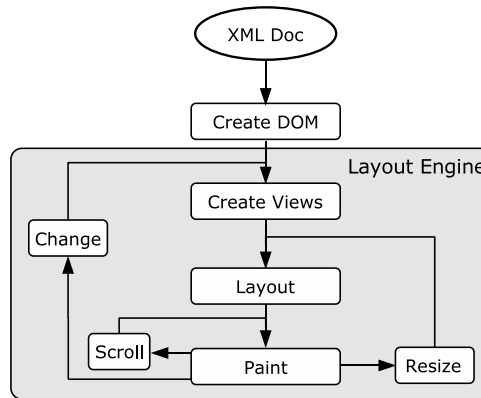 XML Doc
Create DOM
Layout Engine
Create Views
Change
Layout
Scroll
Paint
Resize